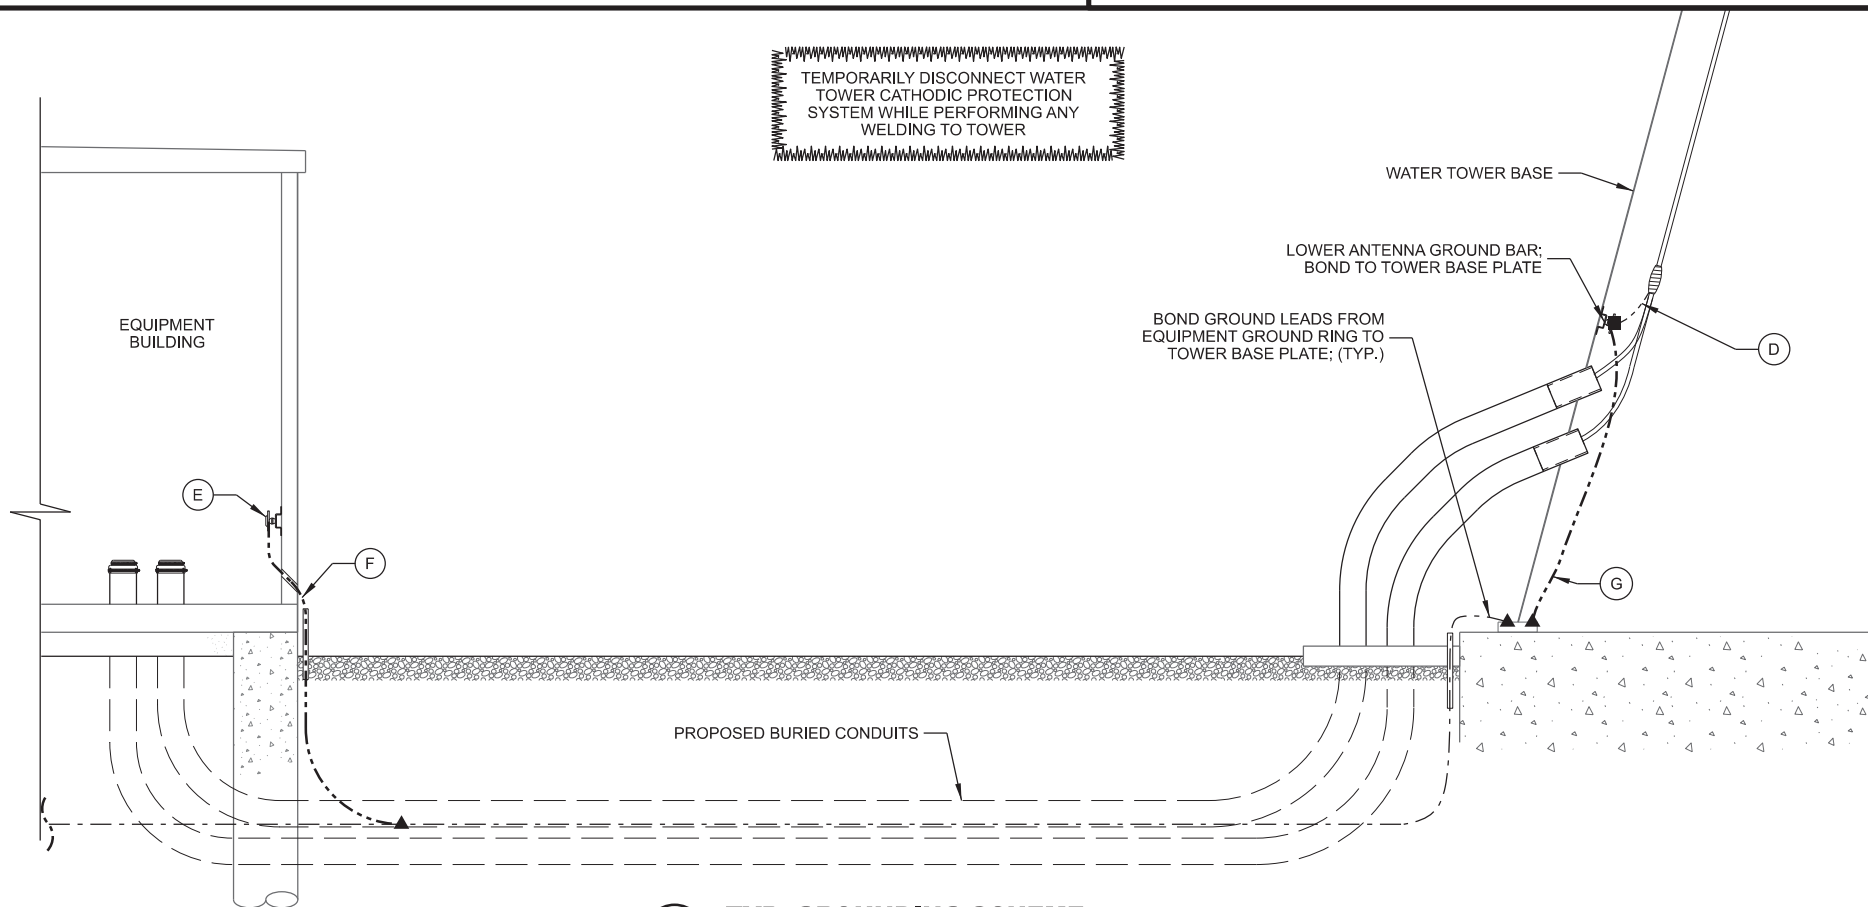 TEMPORARILY DISCONNECT WATER
TOWER CATHODIC PROTECTION
SYSTEM WHILE PERFORMING ANY
WELDING TO TOWER
WATER TOWER BASE
LOWER ANTENNA GROUND BAR;
BOND TO TOWER BASE PLATE
BOND GROUND LEADS FROM
EQUIPMENT GROUND RING TO
TOWER BASE PLATE; (TYP.)
EQUIPMENT
BUILDING
D
E
F
G
PROPOSED BURIED CONDUITS